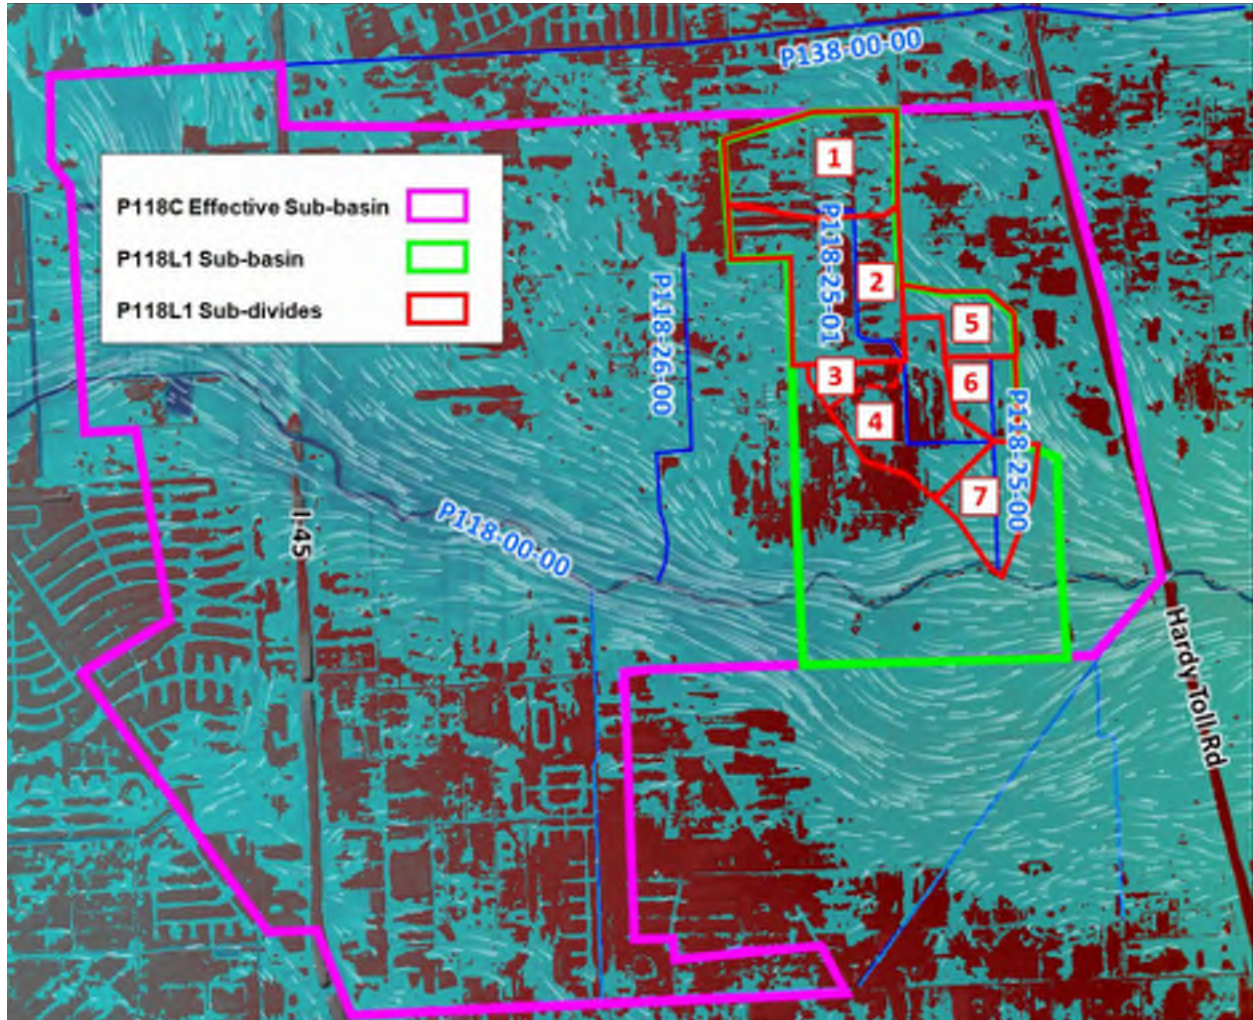 P138-00-00
P118C Effective Sub-basin
P118L1 Sub-basin
P118L1 Sub-divides
1
P118-25-01
2
P118-26-00
5
3
6
4
P118-25-00
7
I-45
P118-00-00
Hardy Toll Rd